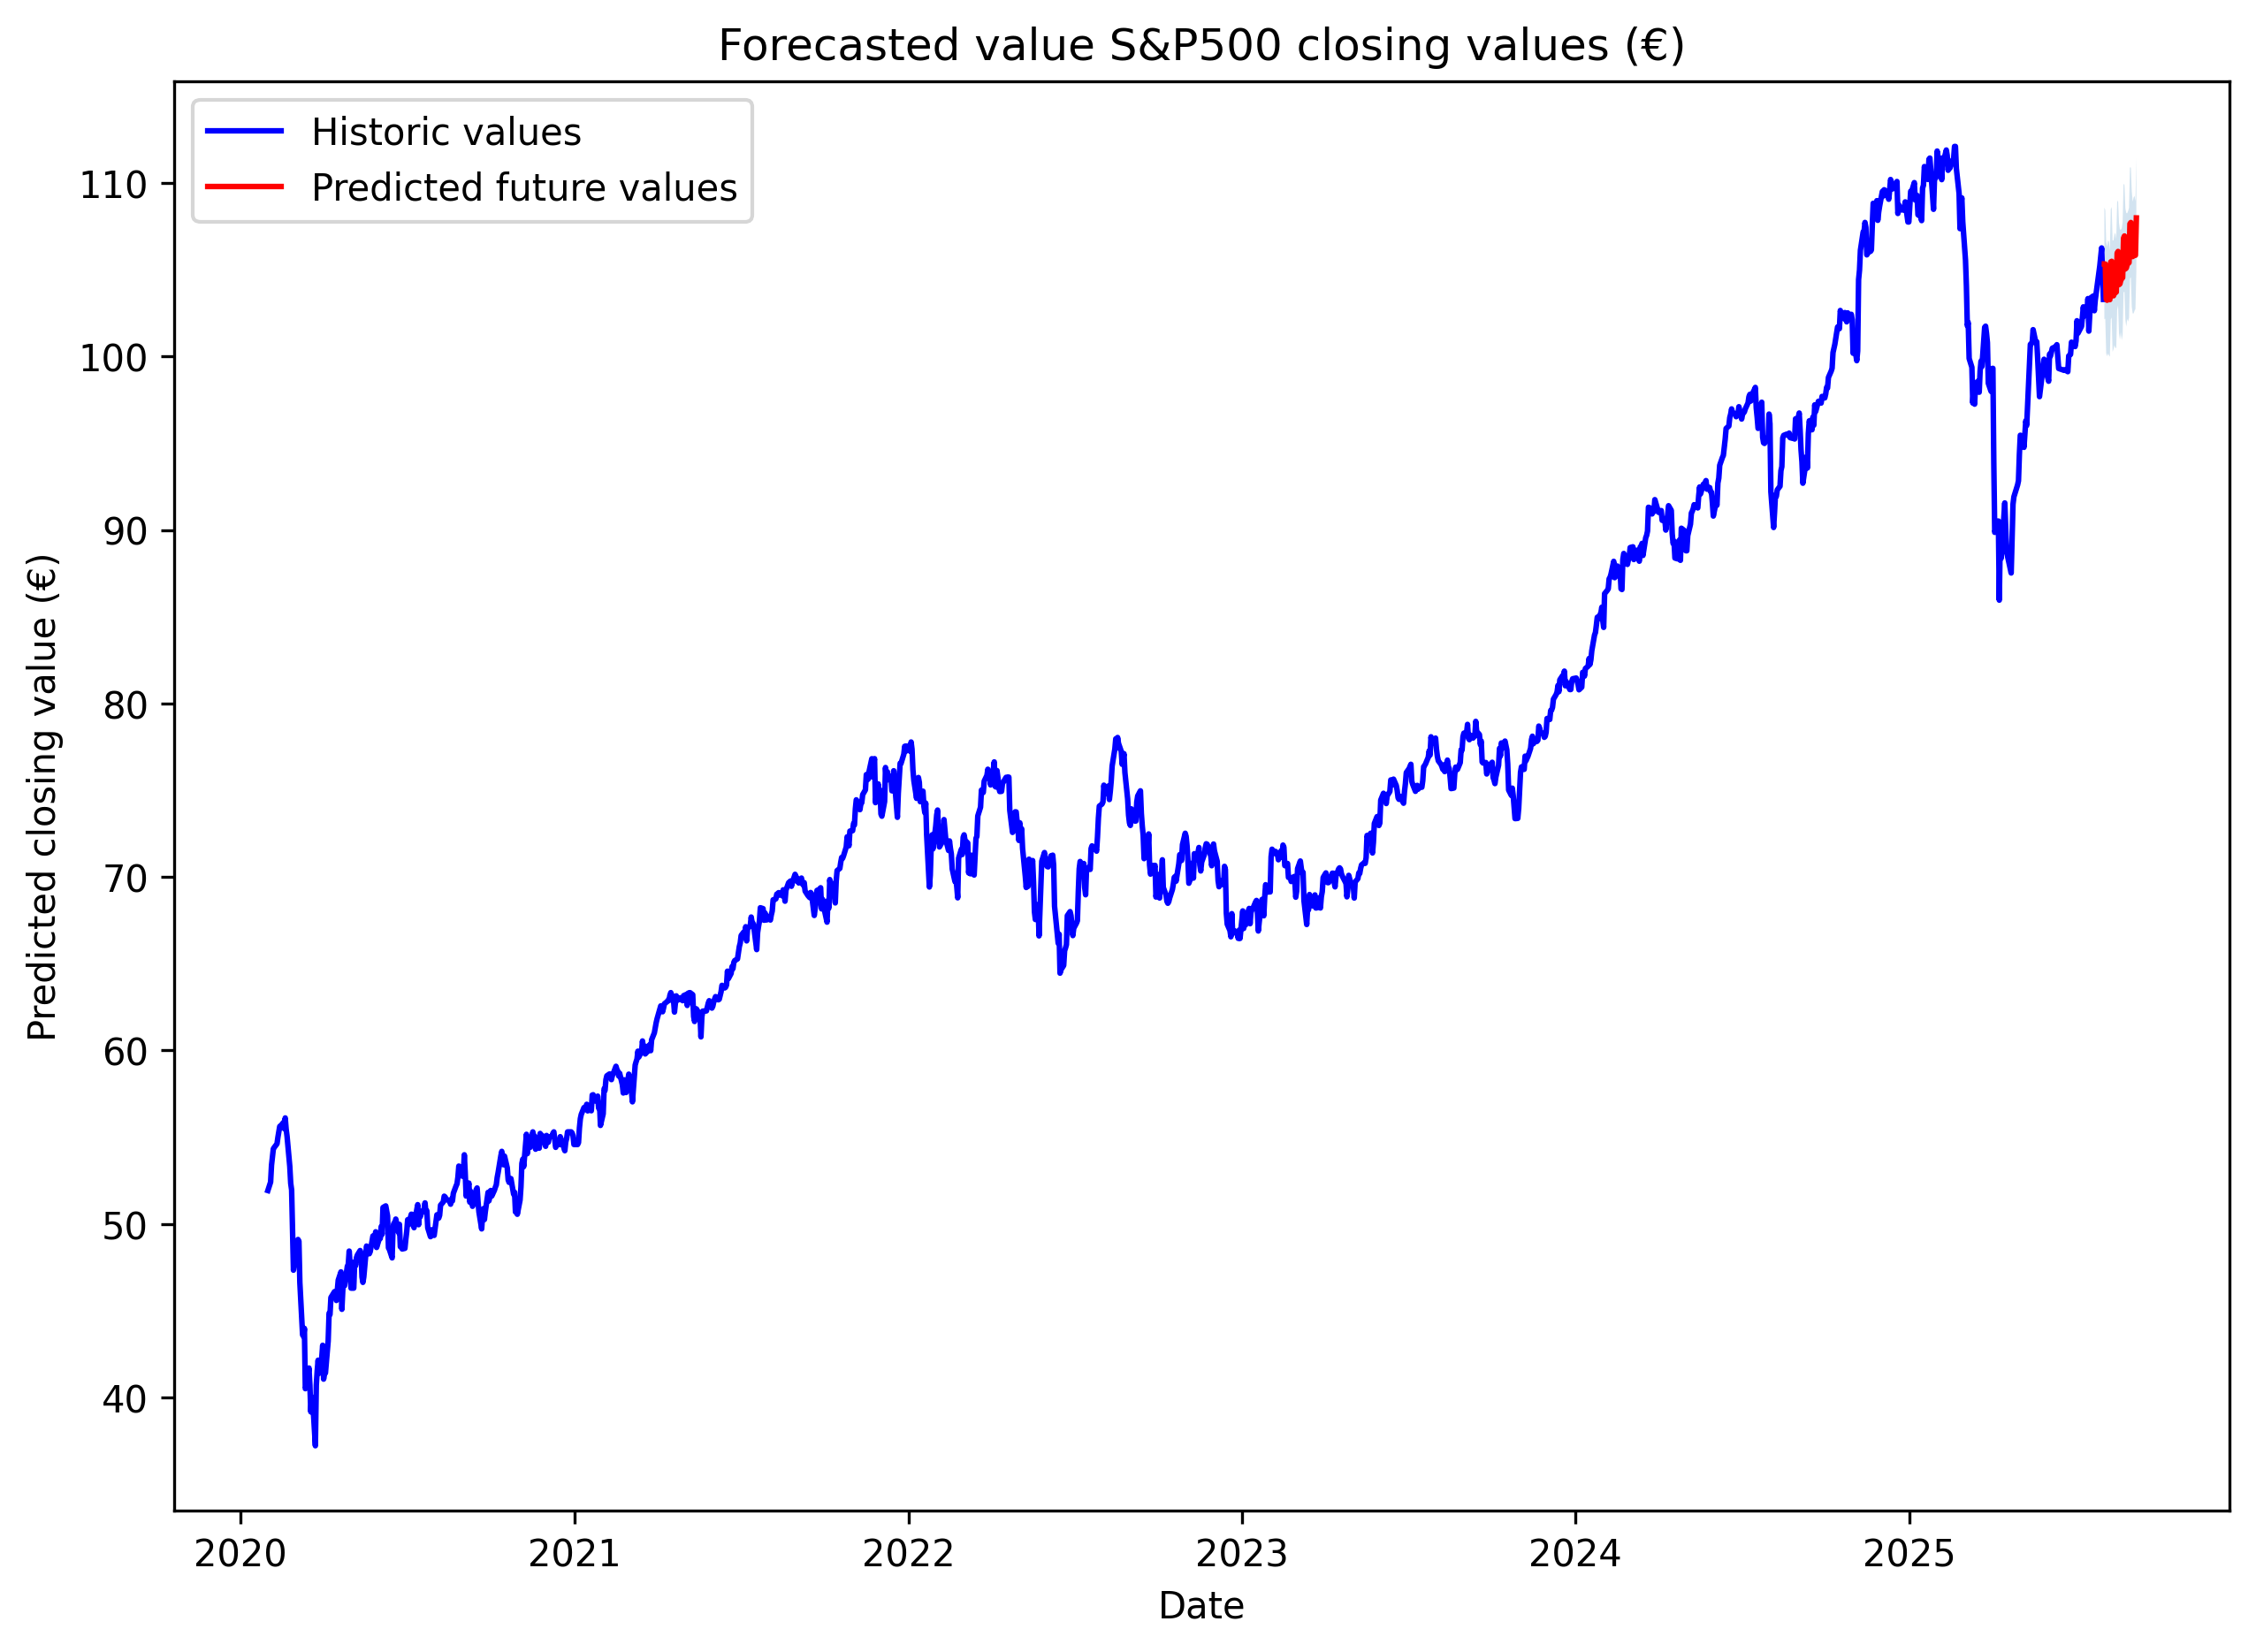 Forecasted value S&P500 closing values (€)
Historic values
Predicted future values
110
100
90
80
70
60
50
40
Predicted closing value (€)
2020 2021 2022 2023 2024 2025
Date